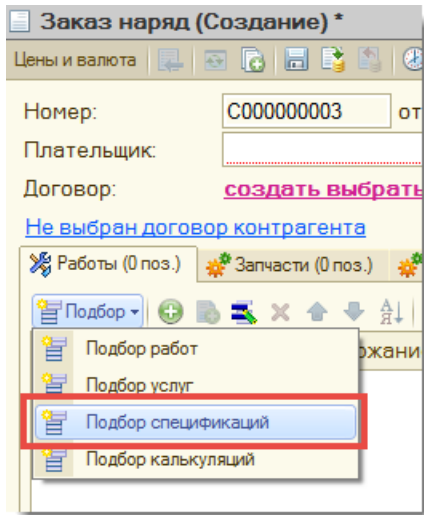 Заказ наряд (Создание) *
Цены и валюта
Номер: С000000003 от
Плательщик:
Договор: создать выбрать
Не выбран договор контрагента
Работы (0 поз.) Запчасти (0 поз.)
Подбор
Подбор работ
Подбор услуг
Подбор спецификаций
Подбор калькуляций